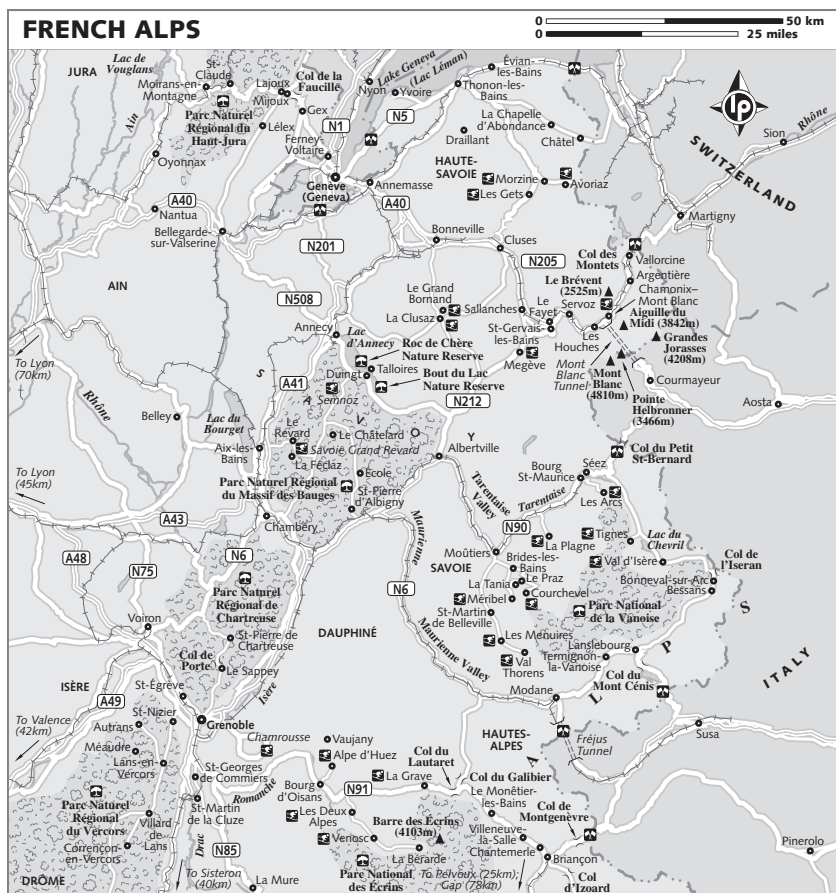 FRENCH ALPS
0
50 km
0
25 miles
Lac de
Vouglans
JURA
Moirans-en-
Montagne
St-
Claude
Lajoux
Mijoux
Col de la
Faucille
Gex
Parc Naturel
Régional du
Haut-Jura
Lélex
Ain
Oyonnax
Ferney-
Voltaire
N1
Nyon
Yvoire
Lake Geneva
(Lac Léman)
N5
Évian-
les-Bains
Thonon-les-
Bains
La Chapelle
d'Abondance
Draillant
Châtel
HAUTE-
SAVOIE
Morzine
Avoriaz
Les Gets
lp
Sion
Rhône
SWITZERLAND
Martigny
Genève
(Geneva)
Annemasse
A40
A40
Nantua
Bellegarde-
sur-Valserine
N201
Bonneville
Cluses
N205
Col des
Montets
Vallorcine
Argentière
Le Brévent
(2525m)
Chamonix-
Mont Blanc
Aiguille du
Midi (3842m)
Grandes
Jorasses
(4208m)
AIN
N508
Le Grand
Bornand
La Clusaz
Sallanches
Le
Fayet
Servoz
St-Gervais-
les-Bains
Les
Houches
Megève
Mont
Blanc
Tunnel
Mont
Blanc
(4810m)
Pointe
Helbronner
(3466m)
Courmayeur
Aosta
Annecy
Lac
d'Annecy
Roc de Chère
Nature Reserve
Talloires
Duingt
Bout du Lac
Nature Reserve
Semnoz
To Lyon
(70km)
Rhône
A41
S
A
V
O
Y
N212
Belley
Lac du
Bourget
Aix-les-
Bains
Le
Revard
Le Châtelard
Savoie Grand Revard
La Féclaz
École
Albertville
Parc Naturel Régional
du Massif des Bauges
St-Pierre
d'Albigny
To Lyon
(45km)
A43
Chambéry
Maurienne
Tarentaise
Valley
Tarentaise
Bourg
St-Maurice
Séez
Col du Petit
St-Bernard
Les Arcs
N90
La Plagne
Tignes
Lac du
Chevril
Val d'Isère
Col de
l'Iseran
Bonneval-sur-Arc
Bessans
Moûtiers
SAVOIE
Brides-les-
Bains
La Tania
Le Praz
Courchevel
Méribel
St-Martin
de Belleville
Parc National
de la Vanoise
Les Menuires
Val
Thorens
Lanslebourg
Termignon-
la-Vanoise
Col du
Mont Cénis
A48
N75
N6
N6
Parc Naturel
Régional de
Chartreuse
Voiron
St-Pierre de
Chartreuse
DAUPHINÉ
Col de
Porte
Le Sappey
Maurienne Valley
Modane
A
L
P
S
ITALY
ISÈRE
A49
St-Égrève
Isère
Grenoble
To Valence
(42km)
St-Nizier
Autrans
Méaudre
Lans-en-
Vercors
Chamrousse
Vaujany
Alpe d'Huez
St-Georges
de Commiers
Romanche
Bourg
d'Oisans
La Grave
N91
Col du
Lautaret
HAUTES-
ALPES
Fréjus
Tunnel
Susa
Col du Galibier
Le Monêtier-
les-Bains
Col de
Montgenèvre
Parc Naturel
Régional
du Vercors
St-Martin
de la Cluze
Villard
de Lans
Corrençon-
en-Vercors
Drac
Les Deux
Alpes
Venosc
Barre des Écrins
(4103m)
La Bérarde
Villeneuve-
la-Salle
Chantemerle
Briançon
Pinerolo
DRÔME
N85
To Sisteron
(40km)
La Mure
Parc National
des Écrins
To Pelvoux (25km);
Gap (78km)
Col
d'Izoard